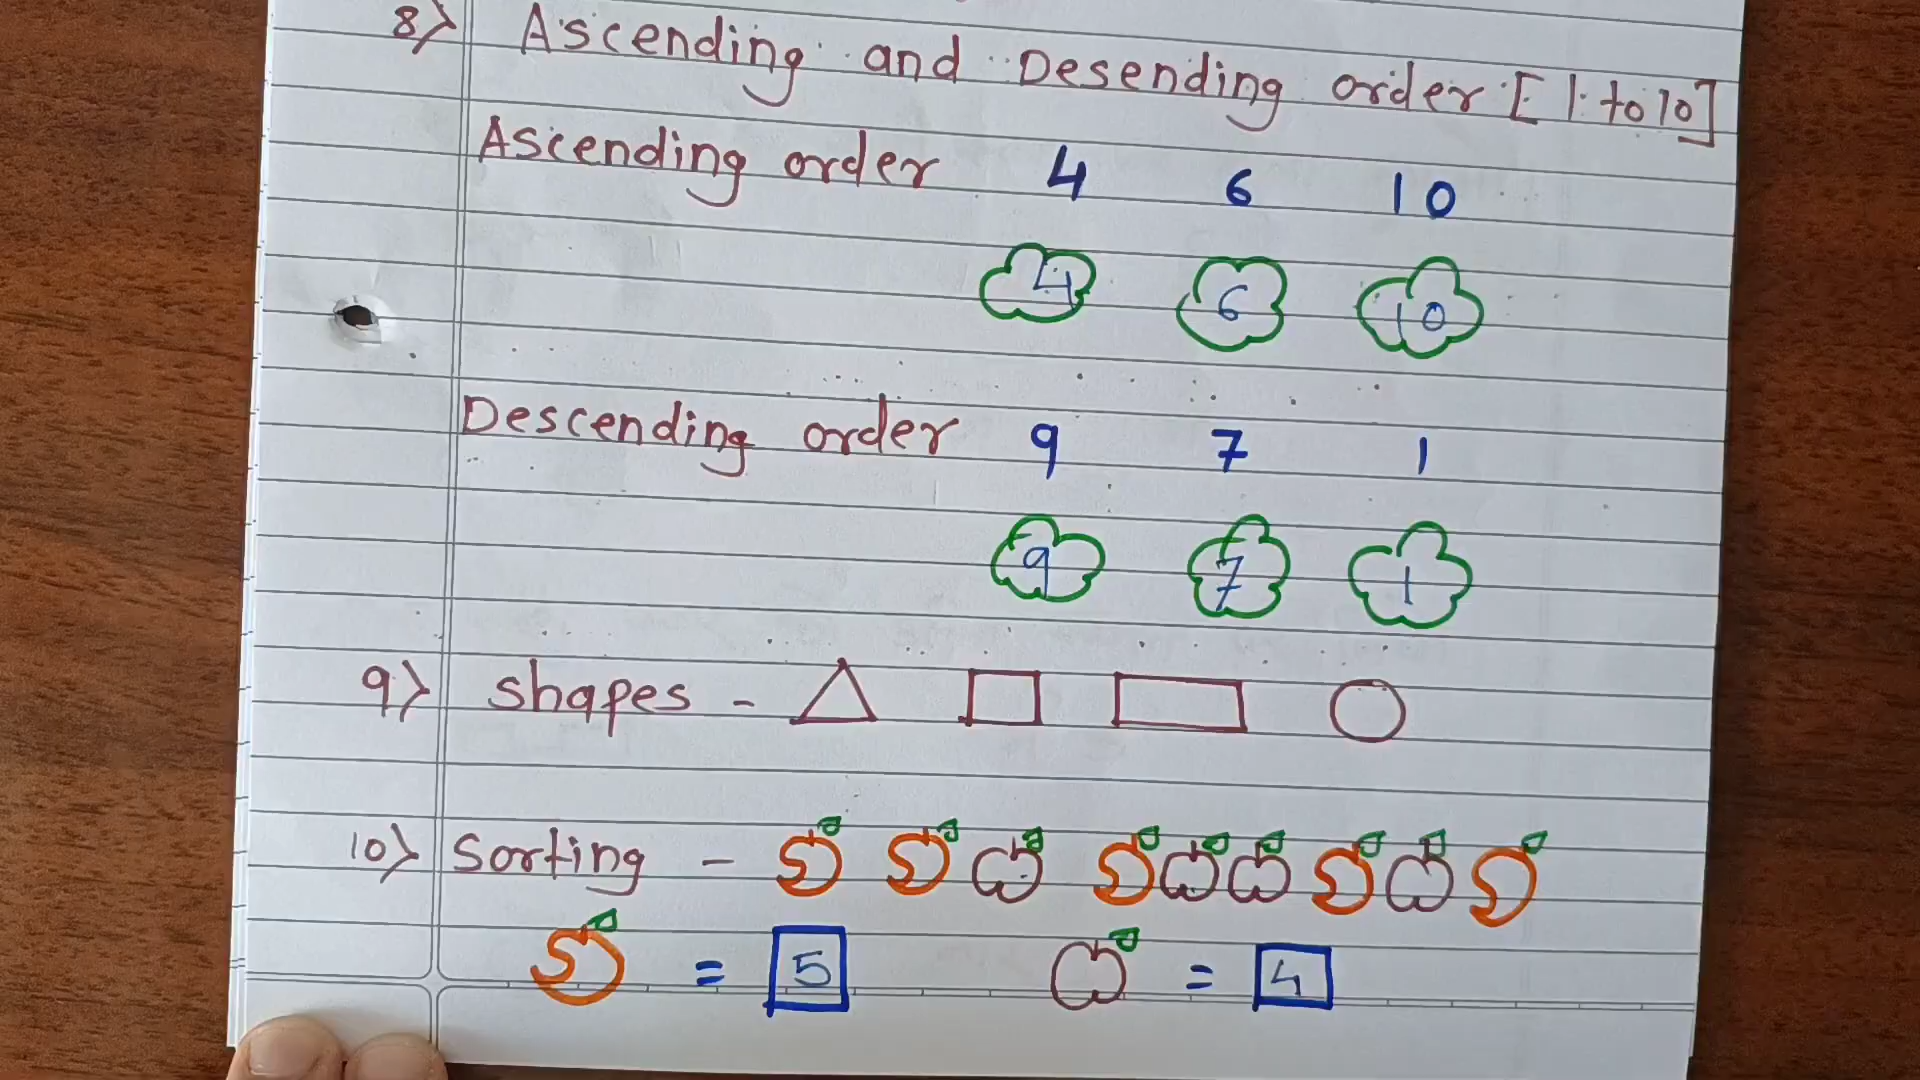 8) Ascending and Desending order [1 to 10]
Ascending order 4 6 10
4 6 10
Descending order 9 7 1
9 7 1
9) shapes -
10) Sorting -
= 5 = 4